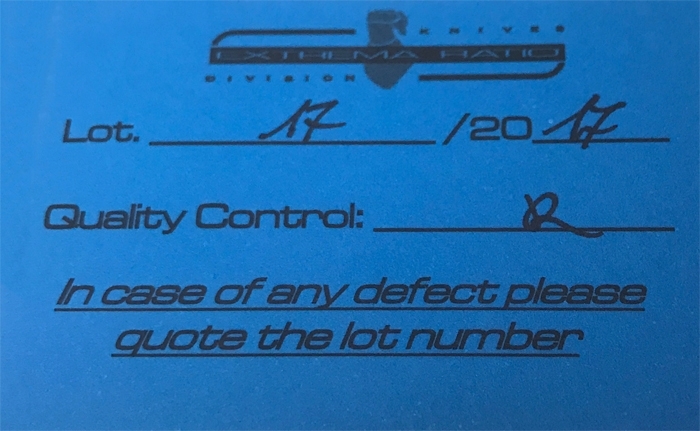 KNIVES
EXTREMA RATIO
DIVISION
Lot. 17 /2017
Quality Control: R
In case of any defect please
quote the lot number